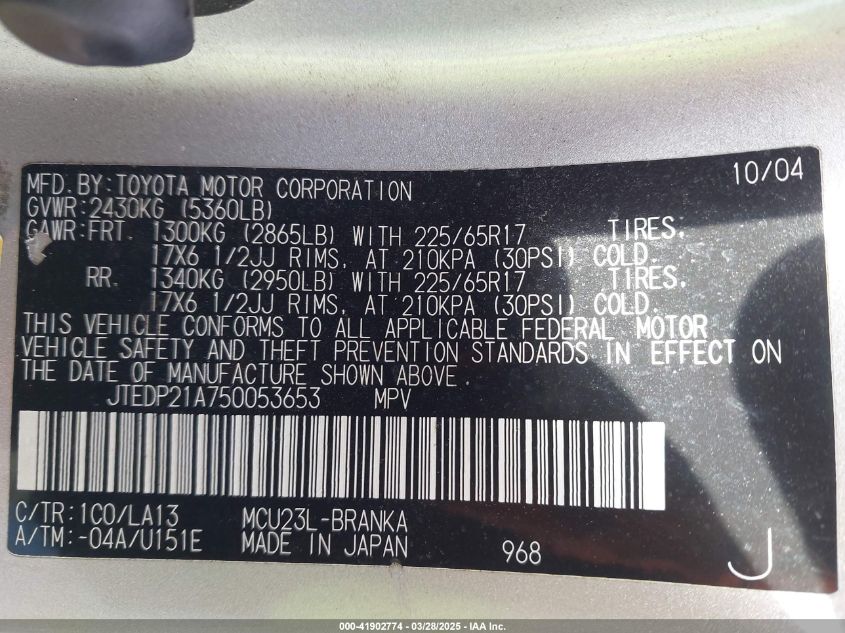 10/04
MFD.BY:TOYOTA MOTOR CORPORATION
GVWR:2430KG (5360LB)
GAWR:FRT. 1300KG (2865LB) WITH 225/65R17 TIRES,
17X6 1/2JJ RIMS, AT 210KPA (30PSI) COLD.
RR. 1340KG (2950LB) WITH 225/65R17 TIRES,
17X6 1/2JJ RIMS, AT 210KPA (30PSI) COLD.
THIS VEHICLE CONFORMS TO ALL APPLICABLE FEDERAL MOTOR
VEHICLE SAFETY AND THEFT PREVENTION STANDARDS IN EFFECT ON
THE DATE OF MANUFACTURE SHOWN ABOVE.
JTEDP21A750053653 MPV
C/TR:1C0/LA13 MCU23L-BRANKA
A/TM:-04A/U151E MADE IN JAPAN 968 J
000-41902774 — 03/28/2025 — IAA Inc.